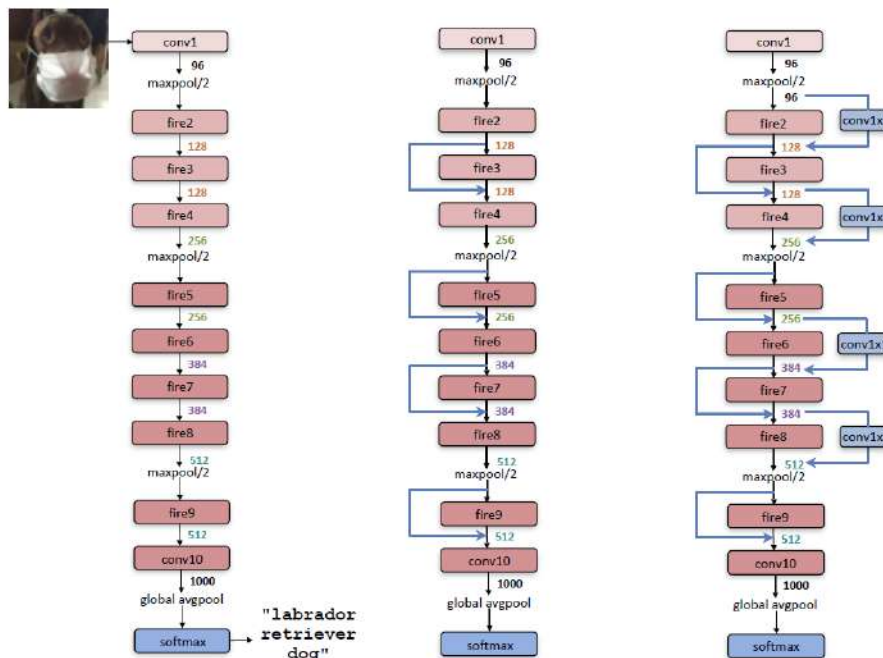 conv1
96
maxpool/2
fire2
128
fire3
128
fire4
256
maxpool/2
fire5
256
fire6
384
fire7
384
fire8
512
maxpool/2
fire9
512
conv10
1000
global avgpool
softmax
"labrador
retriever
dog"
conv1
96
maxpool/2
fire2
128
fire3
128
fire4
256
maxpool/2
fire5
256
fire6
384
fire7
384
fire8
512
maxpool/2
fire9
512
conv10
1000
global avgpool
softmax
conv1
96
maxpool/2
96
conv1x
fire2
128
fire3
128
conv1x
fire4
256
maxpool/2
fire5
256
fire6
conv1x
384
fire7
384
fire8
conv1x
512
maxpool/2
fire9
512
conv10
1000
global avgpool
softmax